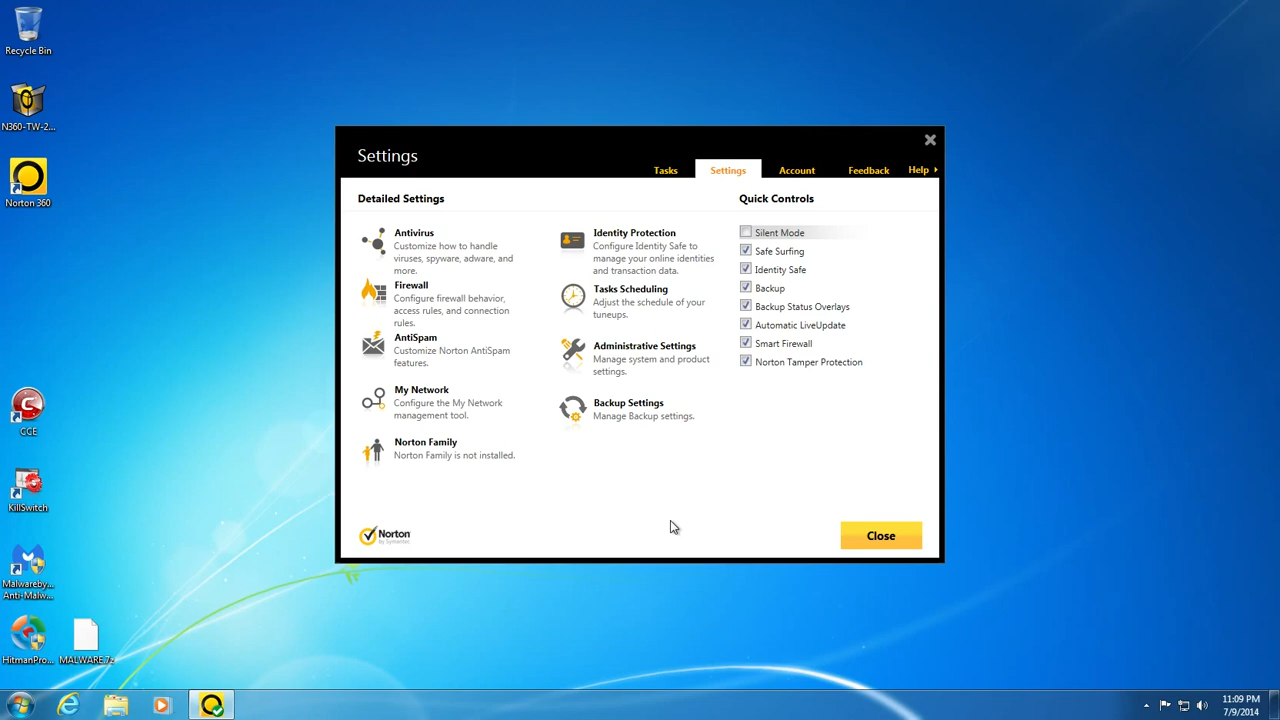 Recycle Bin
N360-TW-2...
Norton 360
CCE
KillSwitch
Malwareby...
Anti-Malw...
HitmanPro...
MALWARE.7z
Settings
Tasks
Settings
Account
Feedback
Help
Detailed Settings
Antivirus
Customize how to handle
viruses, spyware, adware, and
more.
Firewall
Configure firewall behavior,
access rules, and connection
rules.
AntiSpam
Customize Norton AntiSpam
features.
My Network
Configure the My Network
management tool.
Norton Family
Norton Family is not installed.
Identity Protection
Configure Identity Safe to
manage your online identities
and transaction data.
Tasks Scheduling
Adjust the schedule of your
tuneups.
Administrative Settings
Manage system and product
settings.
Backup Settings
Manage Backup settings.
Quick Controls
Silent Mode
Safe Surfing
Identity Safe
Backup
Backup Status Overlays
Automatic LiveUpdate
Smart Firewall
Norton Tamper Protection
Norton
by Symantec
Close
11:09 PM
7/9/2014